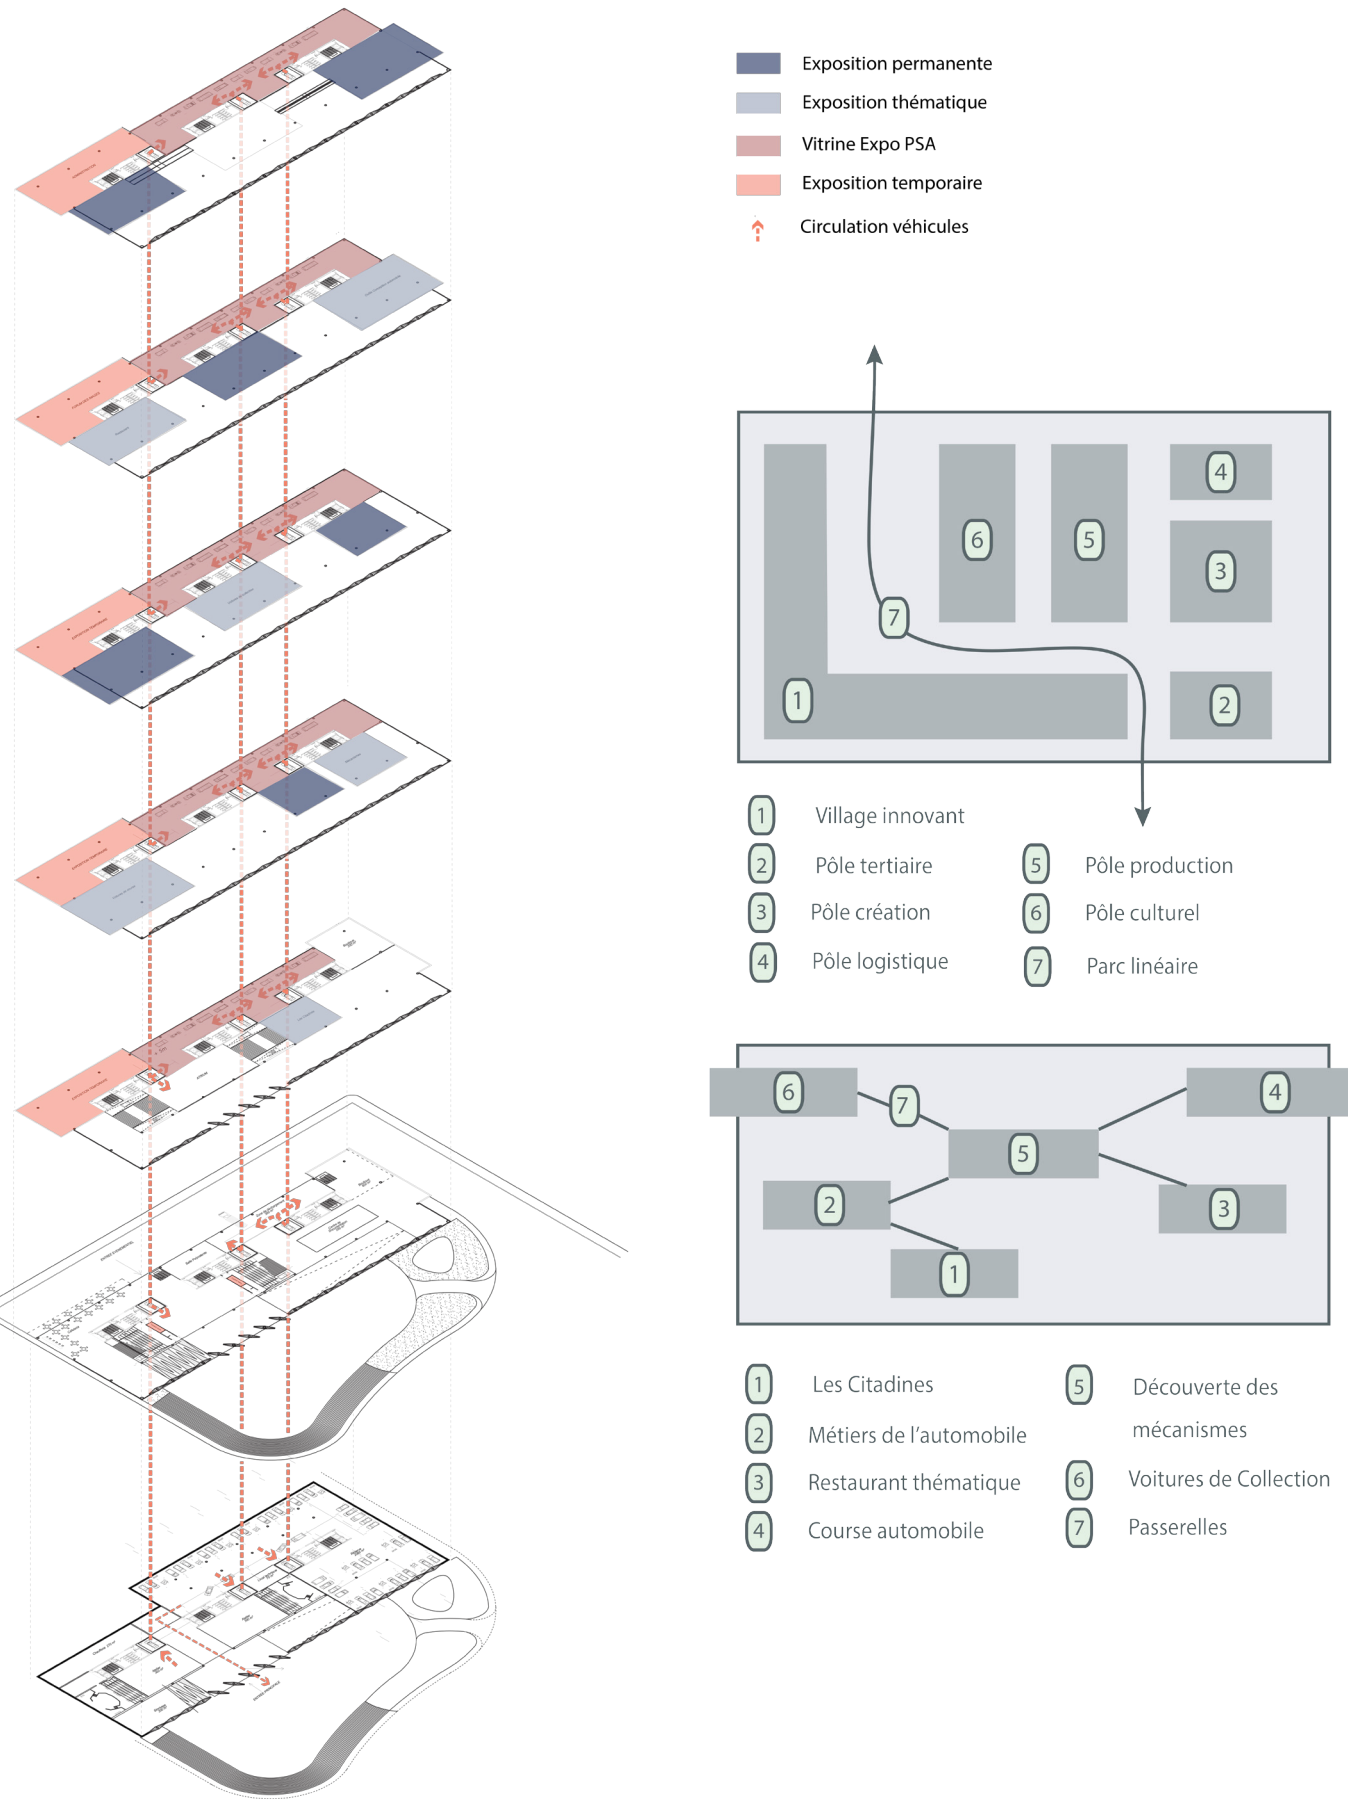 Exposition permanente
Exposition thématique
Vitrine Expo PSA
Exposition temporaire
Circulation véhicules
4
6
5
3
7
1
2
1 Village innovant
2 Pôle tertiaire
3 Pôle création
4 Pôle logistique
5 Pôle production
6 Pôle culturel
7 Parc linéaire
6
7
4
5
2
3
1
1 Les Citadines
2 Métiers de l'automobile
3 Restaurant thématique
4 Course automobile
5 Découverte des
mécanismes
6 Voitures de Collection
7 Passerelles